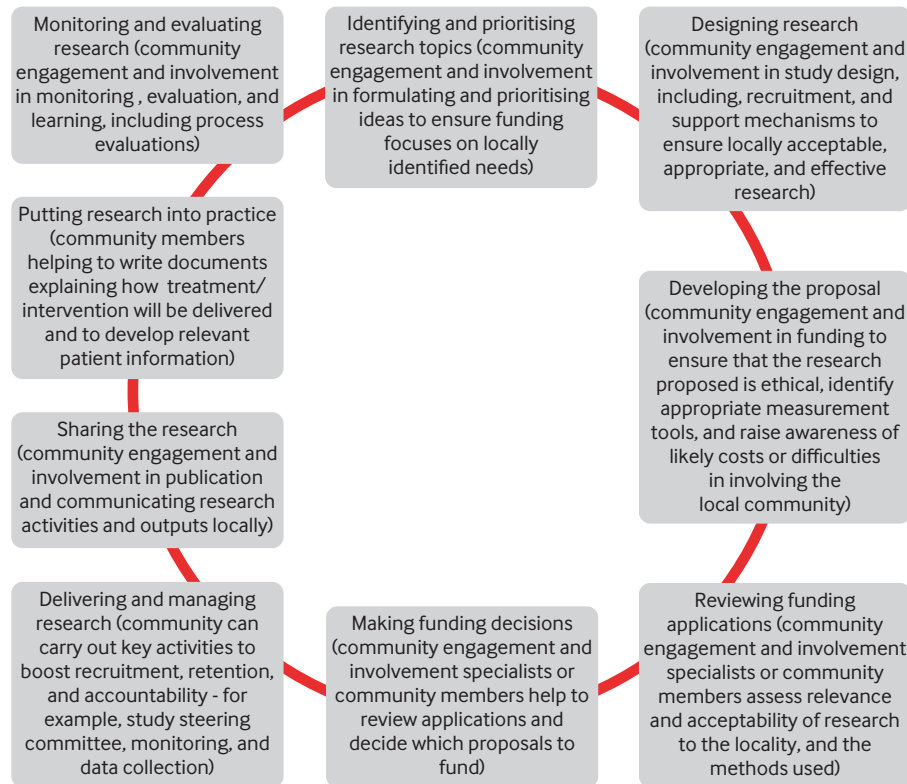 Monitoring and evaluating
research (community
engagement and involvement
in monitoring , evaluation, and
learning, including process
evaluations)
Identifying and prioritising
research topics (community
engagement and involvement
in formulating and prioritising
ideas to ensure funding
focuses on locally
identified needs)
Designing research
(community engagement and
involvement in study design,
including, recruitment, and
support mechanisms to
ensure locally acceptable,
appropriate, and effective
research)
Putting research into practice
(community members
helping to write documents
explaining how treatment/
intervention will be delivered
and to develop relevant
patient information)
Developing the proposal
(community engagement and
involvement in funding to
ensure that the research
proposed is ethical, identify
appropriate measurement
tools, and raise awareness of
likely costs or difficulties
in involving the
local community)
Sharing the research
(community engagement and
involvement in publication
and communicating research
activities and outputs locally)
Delivering and managing
research (community can
carry out key activities to
boost recruitment, retention,
and accountability - for
example, study steering
committee, monitoring, and
data collection)
Making funding decisions
(community engagement and
involvement specialists or
community members help to
review applications and
decide which proposals to
fund)
Reviewing funding
applications (community
engagement and involvement
specialists or community
members assess relevance
and acceptability of research
to the locality, and the
methods used)